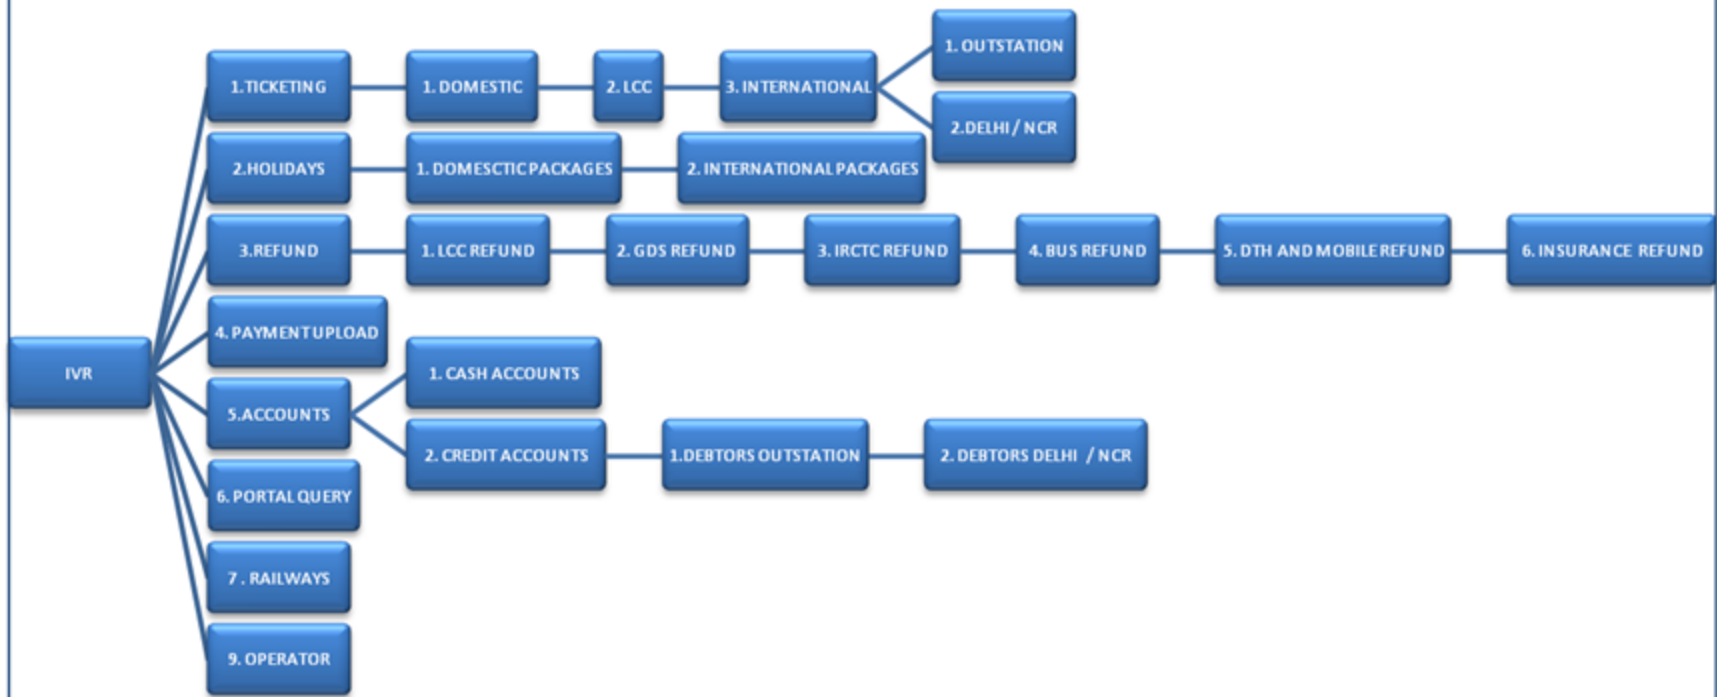 1. OUTSTATION
1.TICKETING
1. DOMESTIC
2. LCC
3. INTERNATIONAL
2.DELHI / NCR
2.HOLIDAYS
1. DOMESCTIC PACKAGES
2. INTERNATIONAL PACKAGES
3.REFUND
1. LCC REFUND
2. GDS REFUND
3. IRCTC REFUND
4. BUS REFUND
5. DTH AND MOBILE REFUND
6. INSURANCE REFUND
4. PAYMENT UPLOAD
IVR
1. CASH ACCOUNTS
5.ACCOUNTS
2. CREDIT ACCOUNTS
1.DEBTORS OUTSTATION
2. DEBTORS DELHI / NCR
6. PORTAL QUERY
7 . RAILWAYS
9. OPERATOR